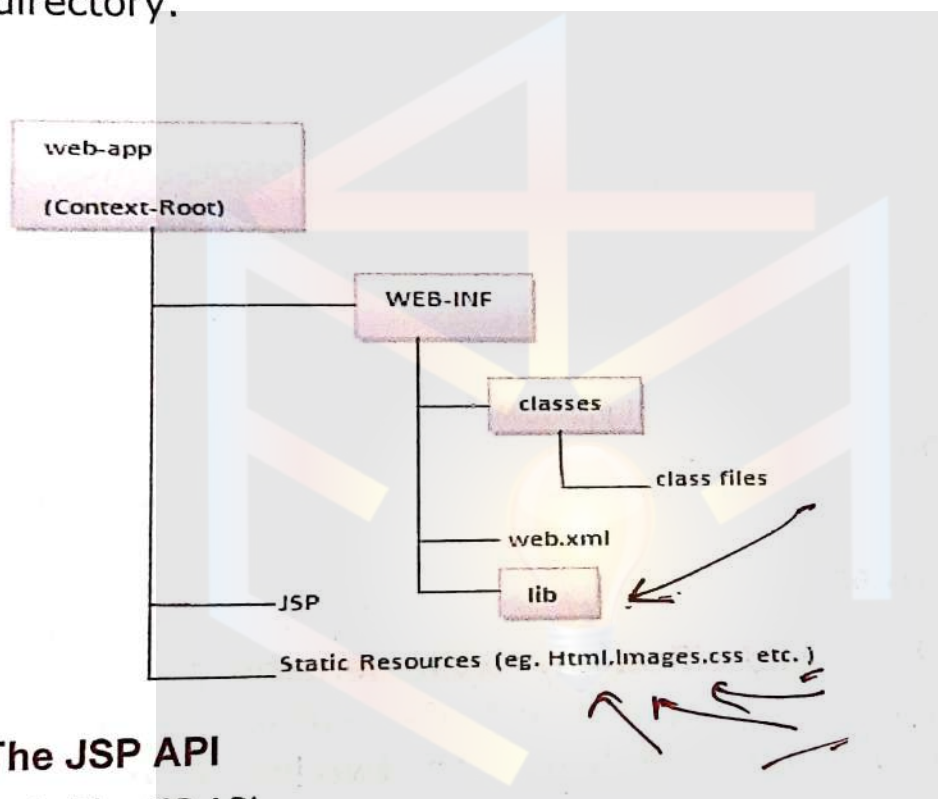 directory.
web-app
(Context-Root)
WEB-INF
classes
class files
web.xml
lib
JSP
Static Resources (eg. Html.Images.css etc. )
The JSP API